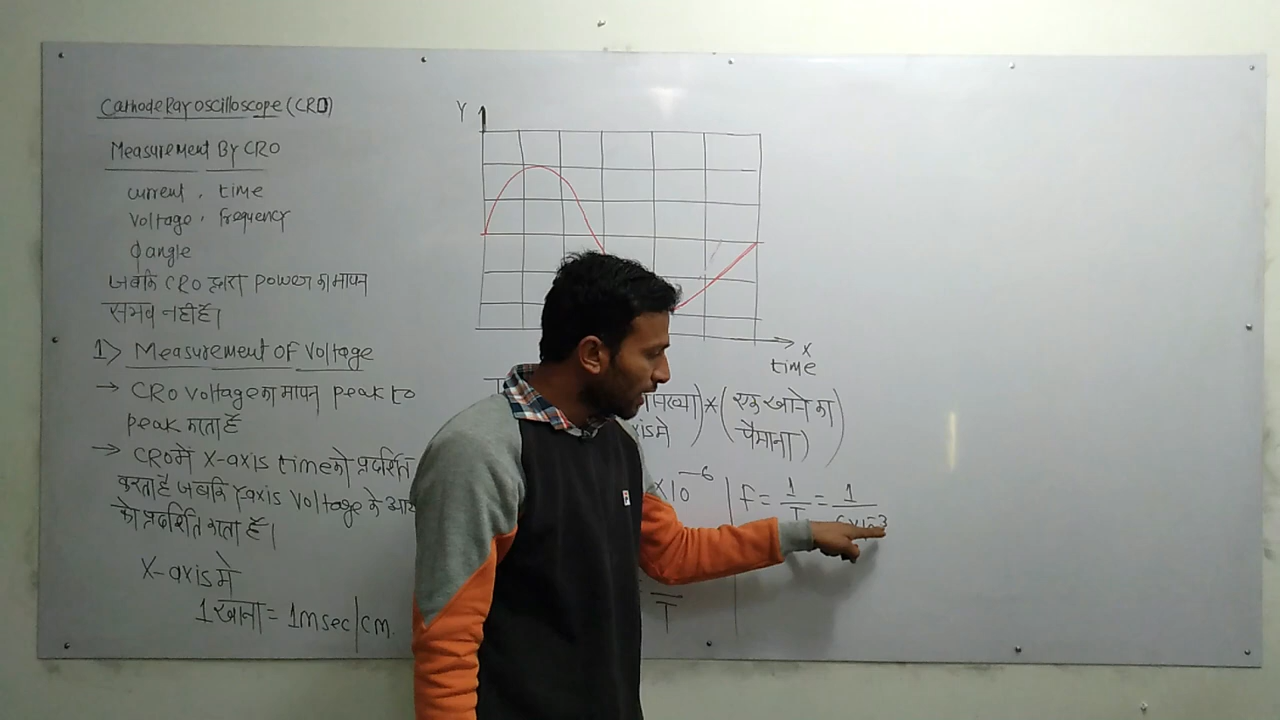 Cathode Ray oscilloscope (CRO)
Measurement By CRO
current, time
Voltage, frequency
ϕ angle
जबकि CRO द्वारा Power का मापन
संभव नहीं है।
1) Measurement OF Voltage
→ CRO Voltage का मापन Peak to
peak करता है
→ CRO में X-axis time को प्रदर्शित
करता है जबकि Y axis Voltage के
को प्रदर्शित करता है।
X-axis में
1 खाना = 1 msec/cm.
Y
X
time
* (एक खाने का
में) पैमाना)
×10⁻⁶
f = 1/T = 1/
T